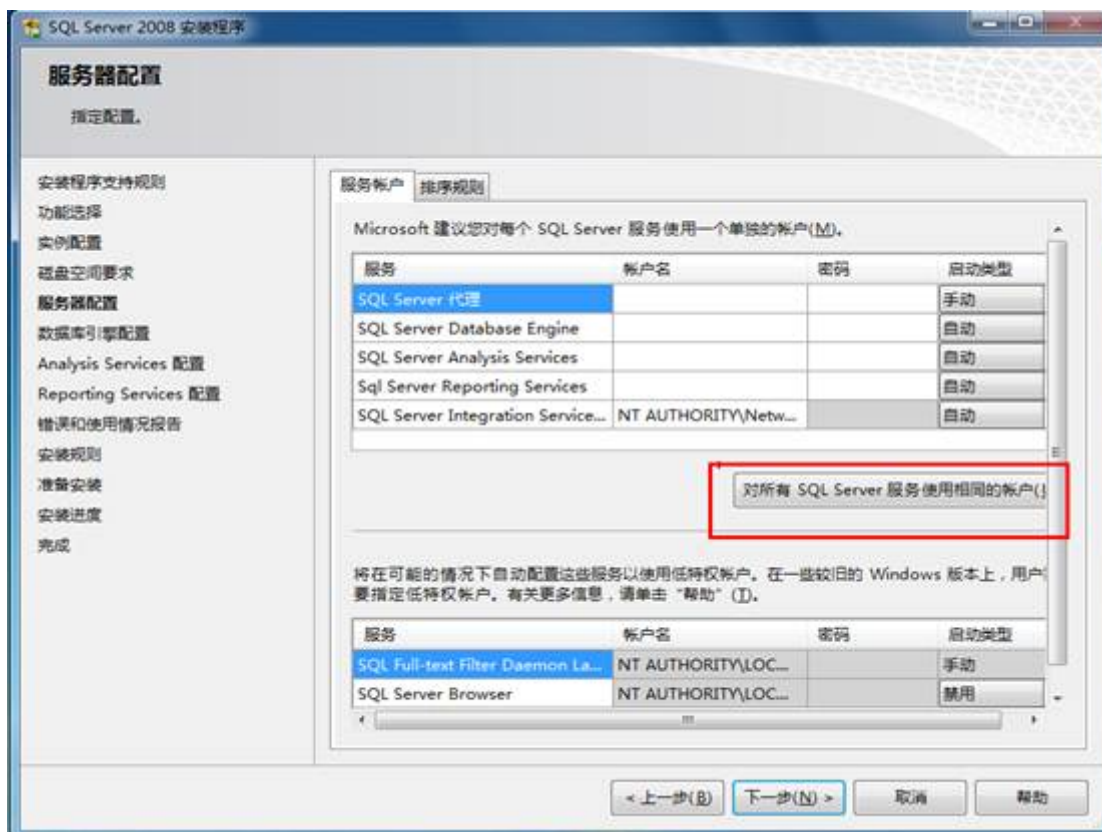 SQL Server 2008 安装程序
服务器配置
指定配置。
安装程序支持规则
功能选择
实例配置
磁盘空间要求
服务器配置
数据库引擎配置
Analysis Services 配置
Reporting Services 配置
错误和使用情况报告
安装规则
准备安装
安装进度
完成
服务帐户 排序规则
Microsoft 建议您对每个 SQL Server 服务使用一个单独的帐户(M)。
服务 帐户名 密码 启动类型
SQL Server 代理 手动
SQL Server Database Engine 自动
SQL Server Analysis Services 自动
Sql Server Reporting Services 自动
SQL Server Integration Service... NT AUTHORITY\Netw... 自动
对所有 SQL Server 服务使用相同的帐户(
将在可能的情况下自动配置这些服务以使用低特权帐户。在一些较旧的 Windows 版本上，用户
要指定低特权帐户。有关更多信息，请单击“帮助”(T)。
服务 帐户名 密码 启动类型
SQL Full-text Filter Daemon La... NT AUTHORITY\LOC... 手动
SQL Server Browser NT AUTHORITY\LOC... 禁用
< 上一步(B) 下一步(N) > 取消 帮助